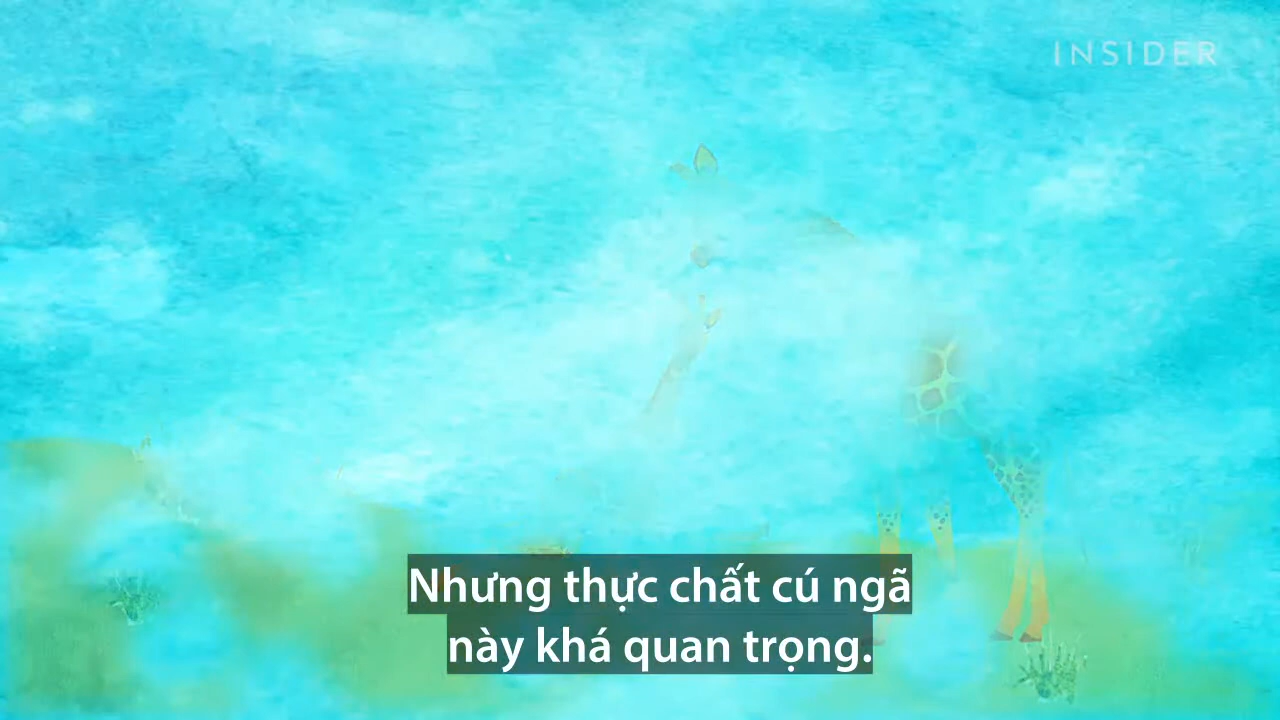 INSIDER
Nhưng thực chất cú ngã
này khá quan trọng.